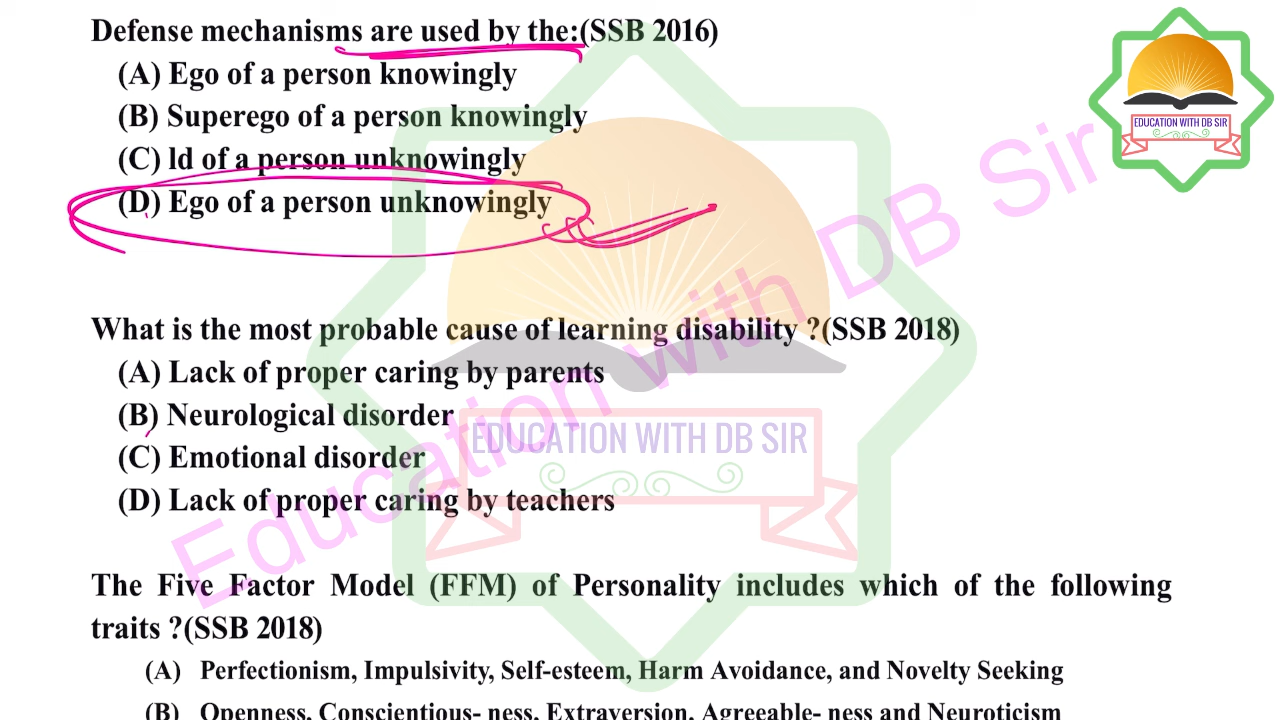 Defense mechanisms are used by the:(SSB 2016)
(A) Ego of a person knowingly
(B) Superego of a person knowingly
(C) ld of a person unknowingly
(D) Ego of a person unknowingly
What is the most probable cause of learning disability ?(SSB 2018)
(A) Lack of proper caring by parents
(B) Neurological disorder
(C) Emotional disorder
(D) Lack of proper caring by teachers
The Five Factor Model (FFM) of Personality includes which of the following
traits ?(SSB 2018)
(A) Perfectionism, Impulsivity, Self-esteem, Harm Avoidance, and Novelty Seeking
(B) Openness, Conscientious- ness, Extraversion, Agreeable- ness and Neuroticism
EDUCATION WITH DB SIR
EDUCATION WITH DB SIR
Education with DB Sir